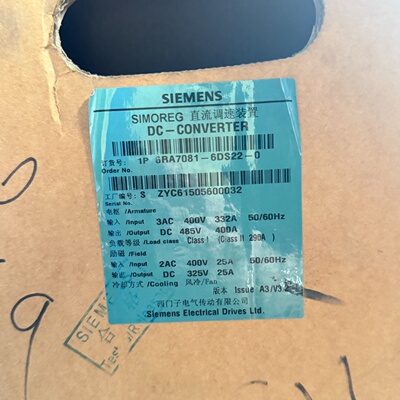 SIEMENS
SIMOREG 直流调速装置
DC-CONVERTER
订货号: 1P 6RA7081-6DS22-0
Order No.
工厂编号: S ZYC61505600032
Serial No.
电枢 /Armature
输入 /Input 3AC 400V 332A 50/60Hz
输出 /Output DC 485V 400A
负载等级 /Load class Class I (Class II 290A)
励磁 /Field
输入 /Input 2AC 400V 25A 50/60Hz
输出 /Output DC 325V 25A
冷却方式 /Cooling 风冷/Fan
版本 Issue A3/V3.2
西门子电气传动有限公司
Siemens Electrical Drives Ltd.
SIEMENS
9